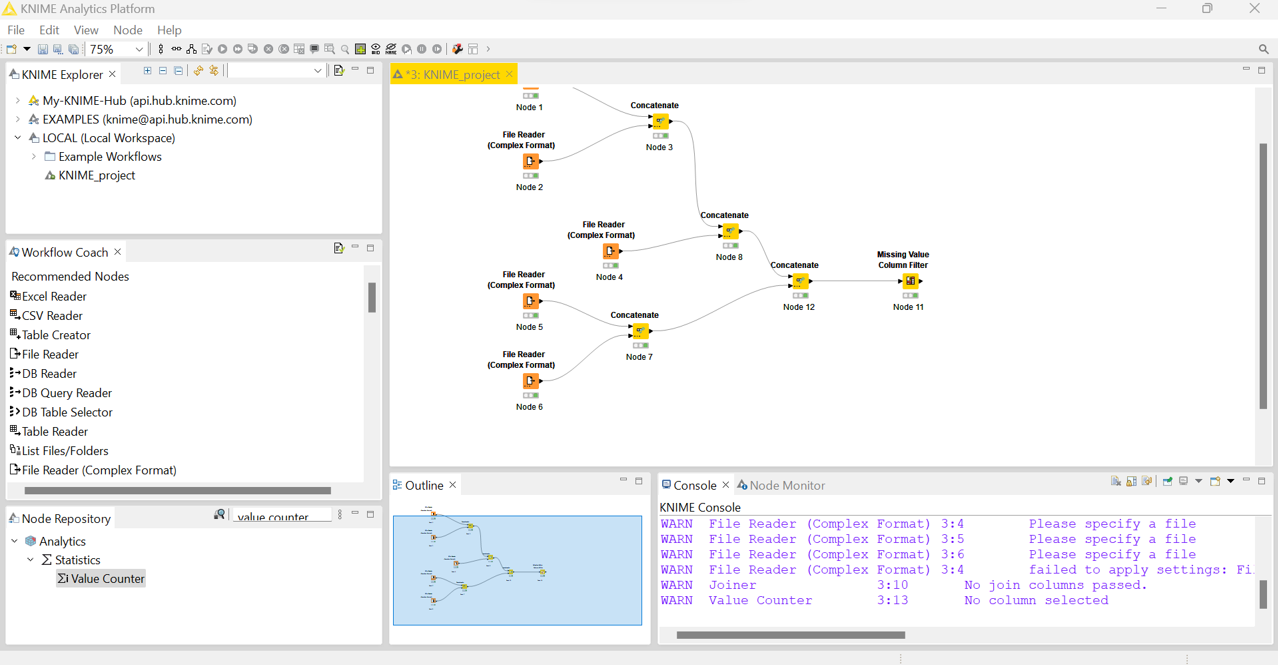 KNIME Analytics Platform
File Edit View Node Help
75%
KNIME Explorer
My-KNIME-Hub (api.hub.knime.com)
EXAMPLES (knime@api.hub.knime.com)
LOCAL (Local Workspace)
Example Workflows
KNIME_project
Workflow Coach
Recommended Nodes
Excel Reader
CSV Reader
Table Creator
File Reader
DB Reader
DB Query Reader
DB Table Selector
Table Reader
List Files/Folders
File Reader (Complex Format)
Node Repository
value counter
Analytics
Statistics
Value Counter
*3: KNIME_project
Node 1
Concatenate
Node 3
File Reader
(Complex Format)
Node 2
File Reader
(Complex Format)
Node 4
Concatenate
Node 8
File Reader
(Complex Format)
Node 5
Concatenate
Node 7
File Reader
(Complex Format)
Node 6
Concatenate
Node 12
Missing Value
Column Filter
Node 11
Outline
Console
Node Monitor
KNIME Console
WARN File Reader (Complex Format) 3:4 Please specify a file
WARN File Reader (Complex Format) 3:5 Please specify a file
WARN File Reader (Complex Format) 3:6 Please specify a file
WARN File Reader (Complex Format) 3:4 failed to apply settings: Fi
WARN Joiner 3:10 No join columns passed.
WARN Value Counter 3:13 No column selected